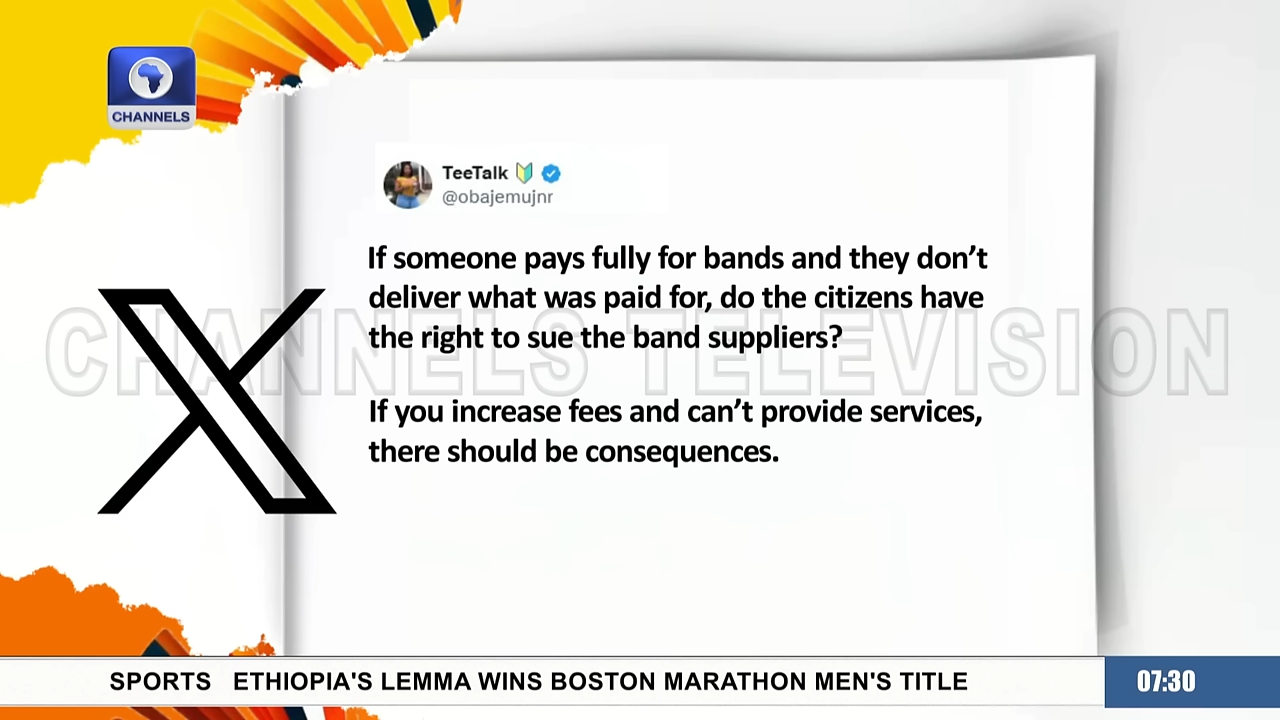 CHANNELS
TeeTalk
@obajemujnr
If someone pays fully for bands and they don’t
deliver what was paid for, do the citizens have
the right to sue the band suppliers?
If you increase fees and can’t provide services,
there should be consequences.
CHANNELS TELEVISION
SPORTS ETHIOPIA'S LEMMA WINS BOSTON MARATHON MEN'S TITLE
07:30